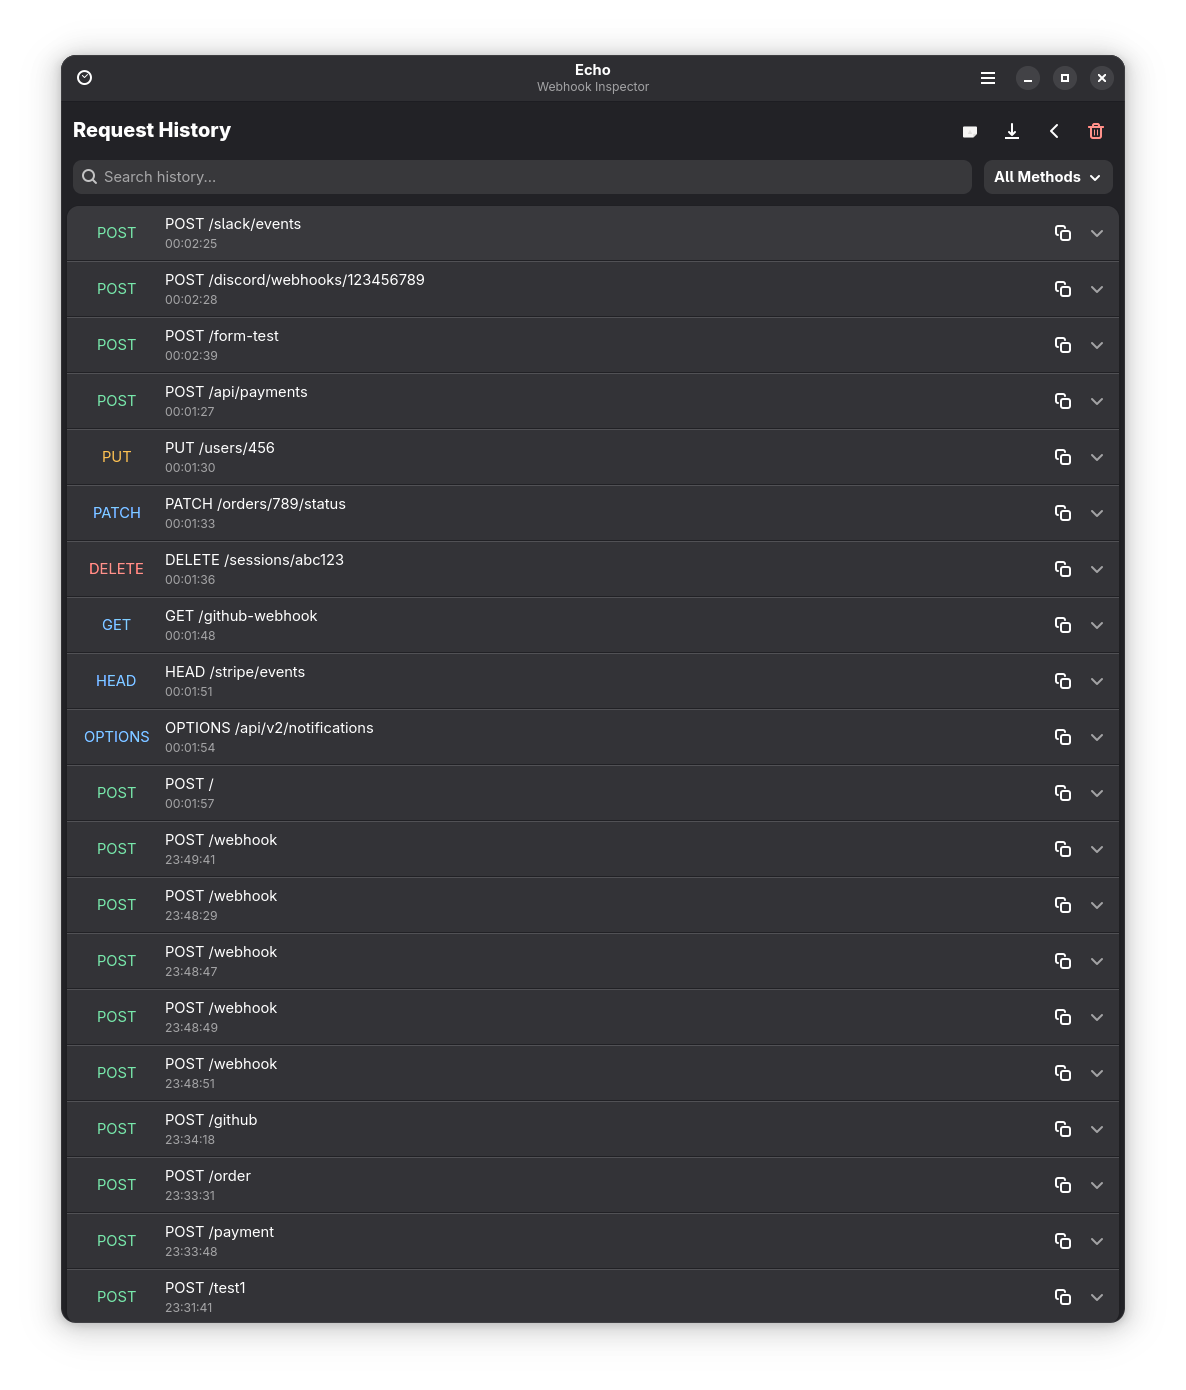 Echo
Webhook Inspector
Request History
Search history...
All Methods
POST
POST /slack/events
00:02:25
POST
POST /discord/webhooks/123456789
00:02:28
POST
POST /form-test
00:02:39
POST
POST /api/payments
00:01:27
PUT
PUT /users/456
00:01:30
PATCH
PATCH /orders/789/status
00:01:33
DELETE
DELETE /sessions/abc123
00:01:36
GET
GET /github-webhook
00:01:48
HEAD
HEAD /stripe/events
00:01:51
OPTIONS
OPTIONS /api/v2/notifications
00:01:54
POST
POST /
00:01:57
POST
POST /webhook
23:49:41
POST
POST /webhook
23:48:29
POST
POST /webhook
23:48:47
POST
POST /webhook
23:48:49
POST
POST /webhook
23:48:51
POST
POST /github
23:34:18
POST
POST /order
23:33:31
POST
POST /payment
23:33:48
POST
POST /test1
23:31:41